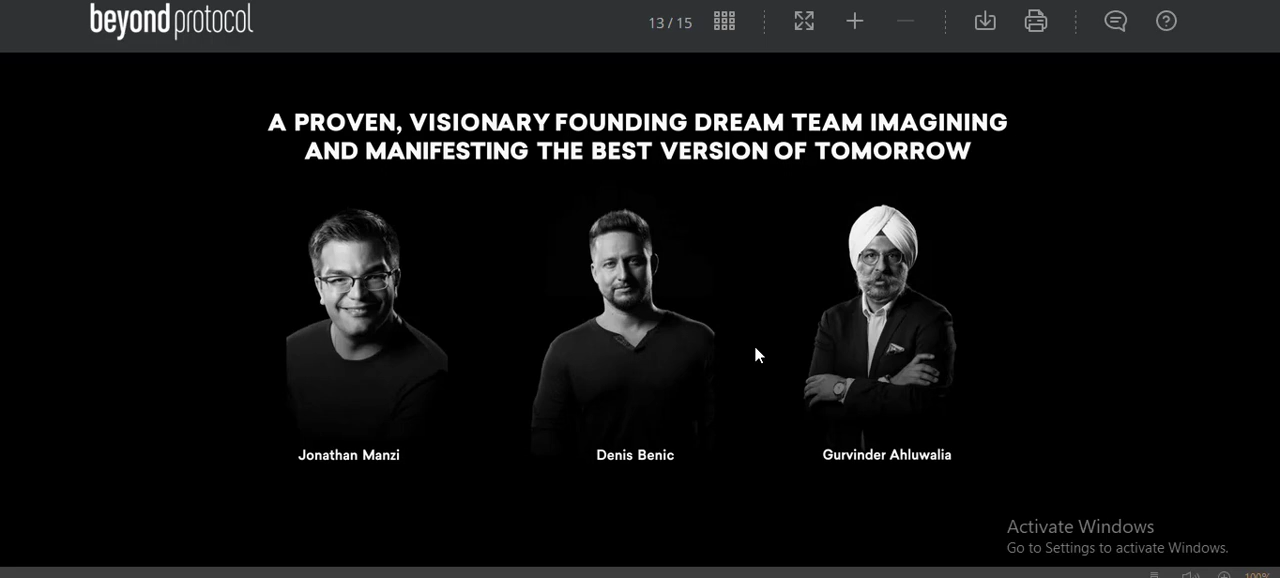 beyond protocol
13 / 15
A PROVEN, VISIONARY FOUNDING DREAM TEAM IMAGINING
AND MANIFESTING THE BEST VERSION OF TOMORROW
Jonathan Manzi
Denis Benic
Gurvinder Ahluwalia
Activate Windows
Go to Settings to activate Windows.
100%